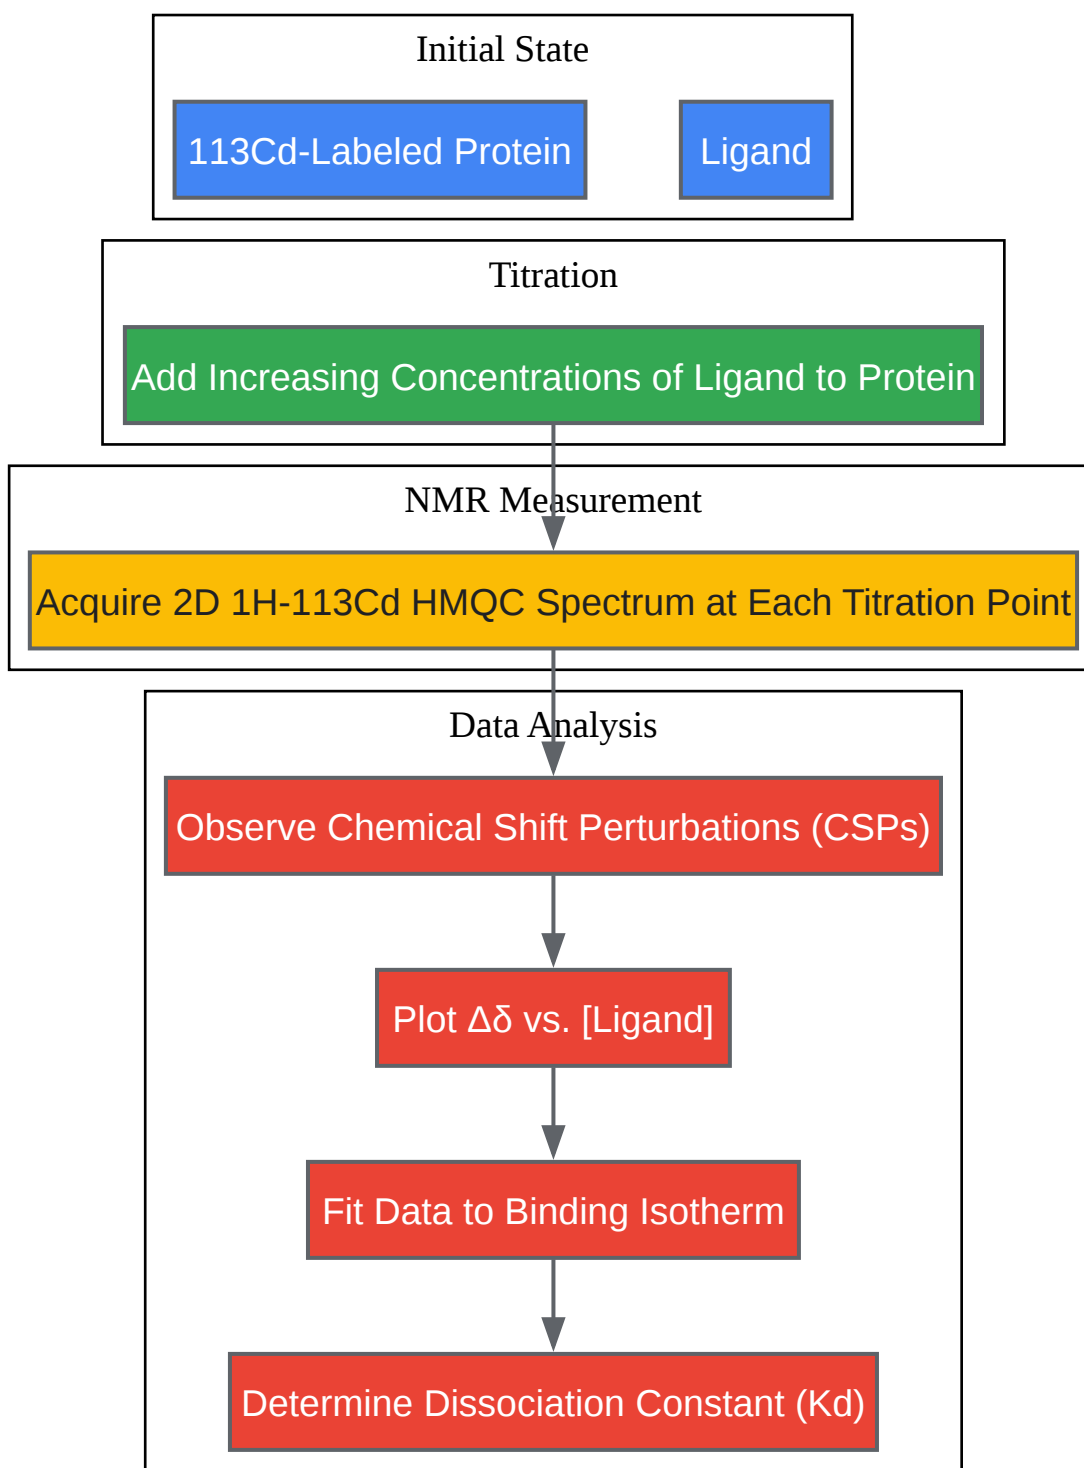 Initial State
113Cd-Labeled Protein
Ligand
Titration
Add Increasing Concentrations of Ligand to Protein
NMR Measurement
Acquire 2D 1H-113Cd HMQC Spectrum at Each Titration Point
Data Analysis
Observe Chemical Shift Perturbations (CSPs)
Plot Δδ vs. [Ligand]
Fit Data to Binding Isotherm
Determine Dissociation Constant (Kd)